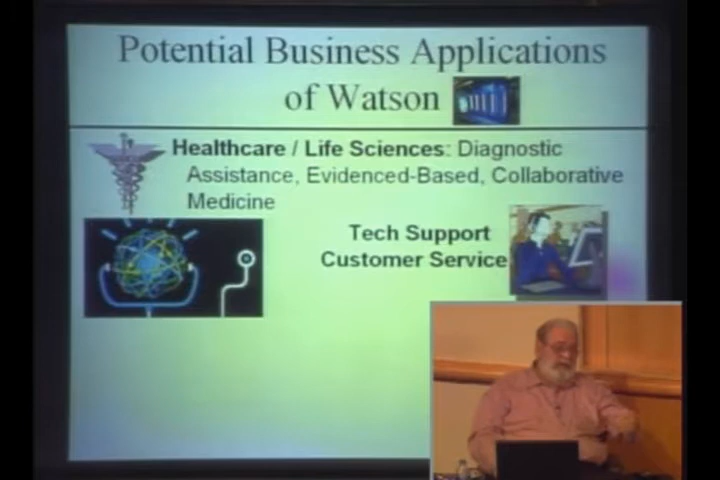 Potential Business Applications
of Watson
Healthcare / Life Sciences: Diagnostic
Assistance, Evidenced-Based, Collaborative
Medicine
Tech Support
Customer Service